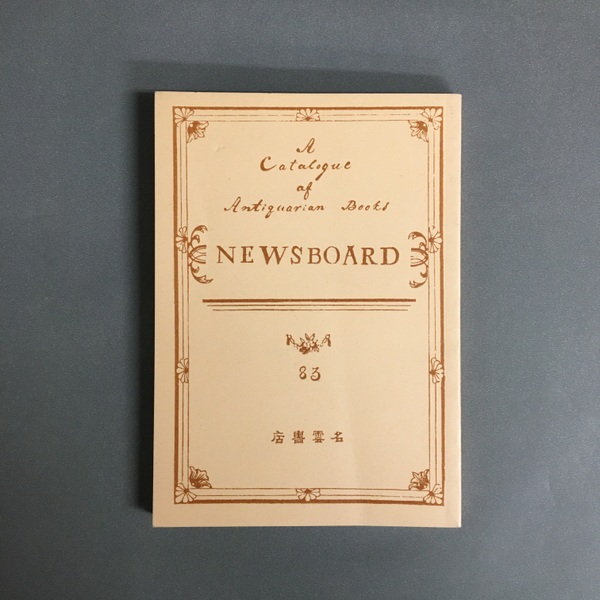 A
Catalogue
of
Antiquarian Books
NEWSBOARD
83
店書雲名